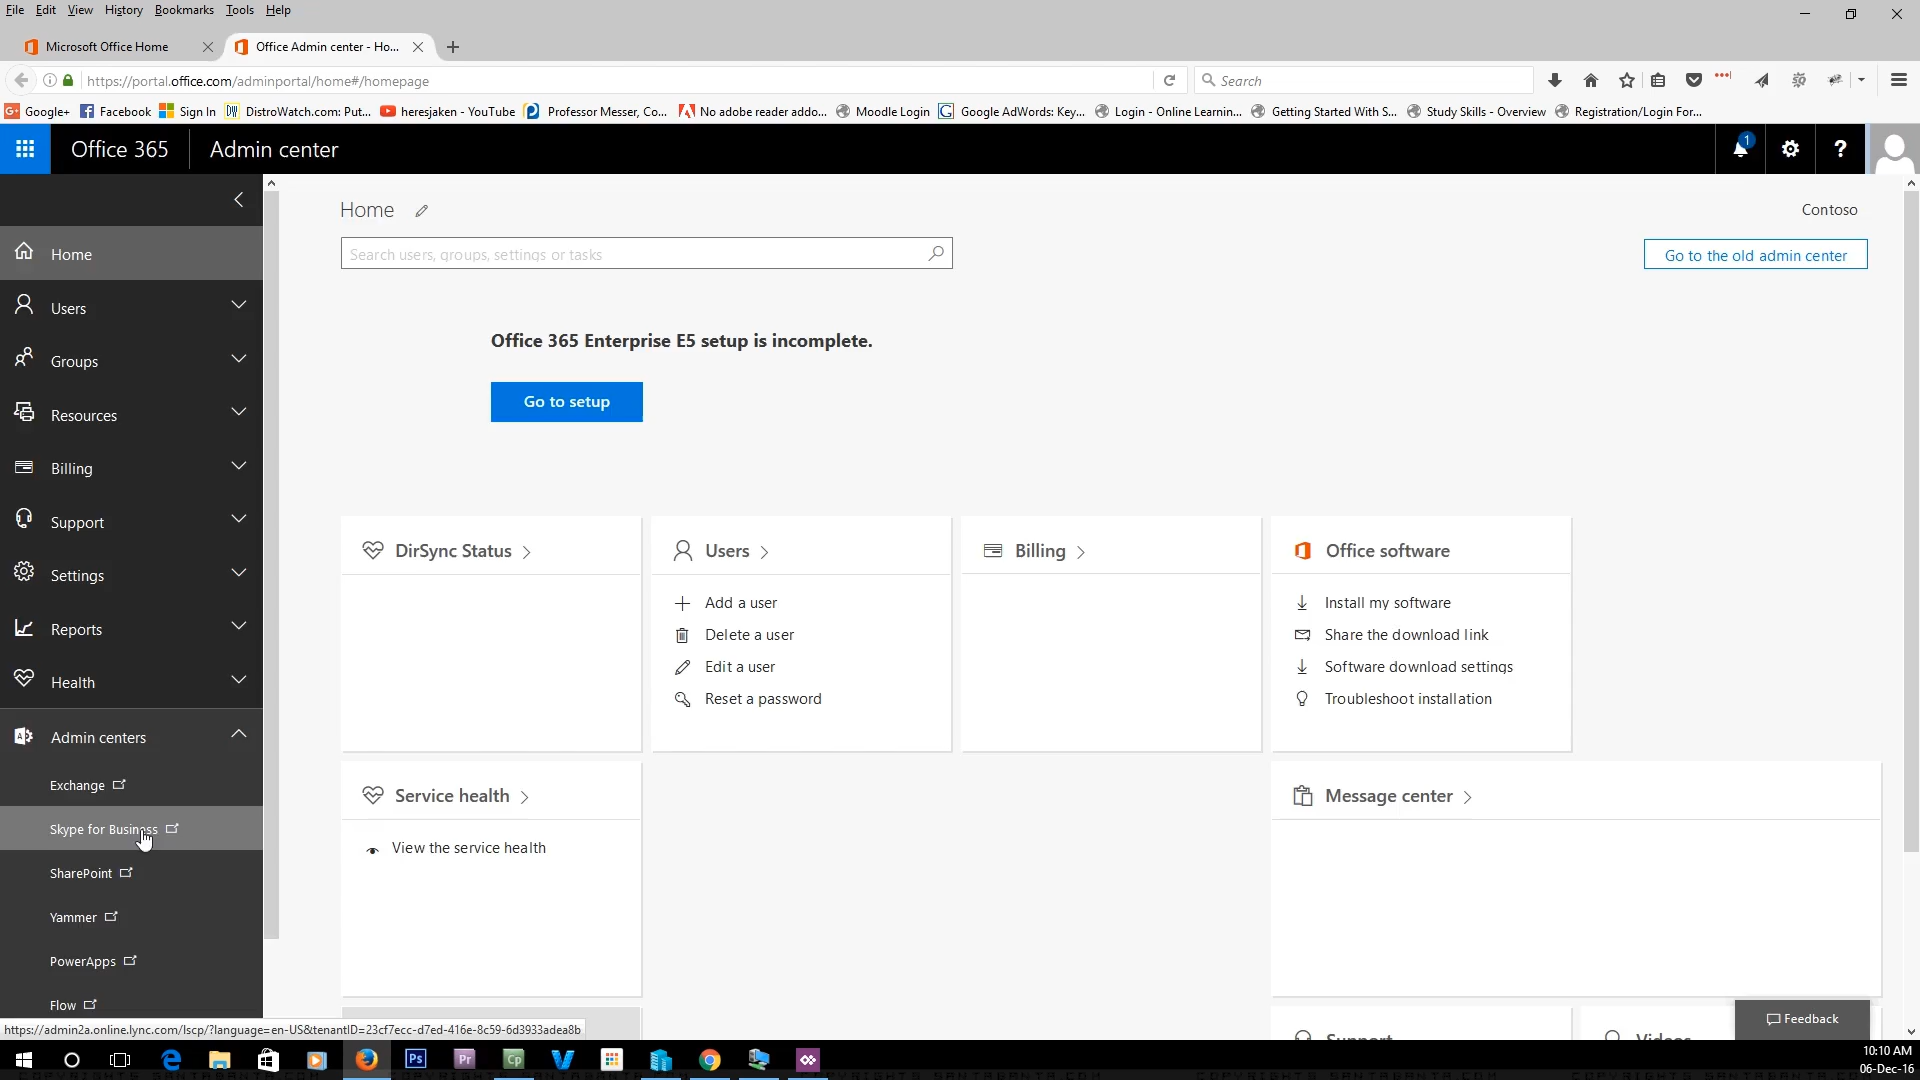 File Edit View History Bookmarks Tools Help
Microsoft Office Home
Office Admin center - Ho...
https://portal.office.com/adminportal/home#/homepage
Search
Google+
Facebook
Sign In
DistroWatch.com: Put...
heresjaken - YouTube
Professor Messer, Co...
No adobe reader addo...
Moodle Login
Google AdWords: Key...
Login - Online Learnin...
Getting Started With S...
Study Skills - Overview
Registration/Login For...
Office 365
Admin center
1
?
Home
Users
Groups
Resources
Billing
Support
Settings
Reports
Health
Admin centers
Exchange
Skype for Business
SharePoint
Yammer
PowerApps
Flow
Home
Contoso
Search users, groups, settings or tasks
Go to the old admin center
Office 365 Enterprise E5 setup is incomplete.
Go to setup
DirSync Status
Users
Add a user
Delete a user
Edit a user
Reset a password
Billing
Office software
Install my software
Share the download link
Software download settings
Troubleshoot installation
Service health
View the service health
Message center
Support
Videos
Feedback
https://admin2a.online.lync.com/lscp/?language=en-US&tenantID=23cf7ecc-d7ed-416e-8c59-6d3933adea8b
Ps
Pr
Cp
10:10 AM
06-Dec-16